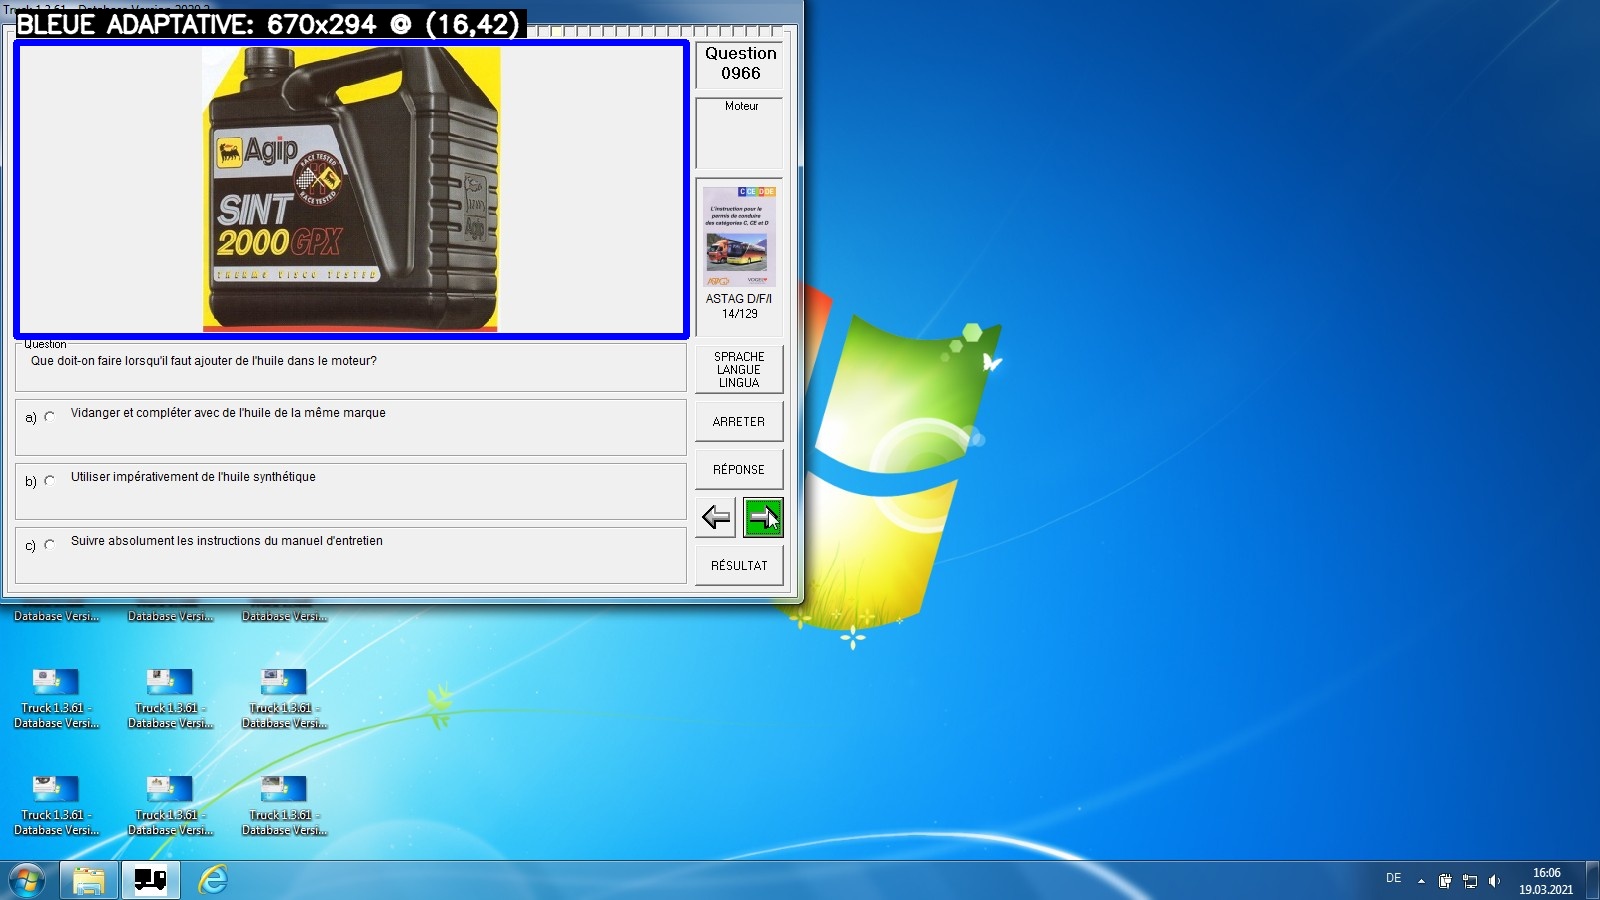 Truck 1.3.61 - Database Version 2020.2
BLEUE ADAPTATIVE: 670x294 @ (16,42)
Agip
RACE TESTED
RACE TESTED
SINT
2000 GPX
THERMO VISCO TESTED
Agip
Question
0966
Moteur
C CE D DE
L'instruction pour le
permis de conduire
des catégories C, CE et D
ASTAG D/F/I
14/129
Question
Que doit-on faire lorsqu'il faut ajouter de l'huile dans le moteur?
a) Vidanger et compléter avec de l'huile de la même marque
b) Utiliser impérativement de l'huile synthétique
c) Suivre absolument les instructions du manuel d'entretien
SPRACHE
LANGUE
LINGUA
ARRETER
RÉPONSE
RÉSULTAT
Database Versi... Database Versi... Database Versi...
Truck 1.3.61 - Truck 1.3.61 - Truck 1.3.61 -
Database Versi... Database Versi... Database Versi...
Truck 1.3.61 - Truck 1.3.61 - Truck 1.3.61 -
Database Versi... Database Versi... Database Versi...
DE
16:06
19.03.2021